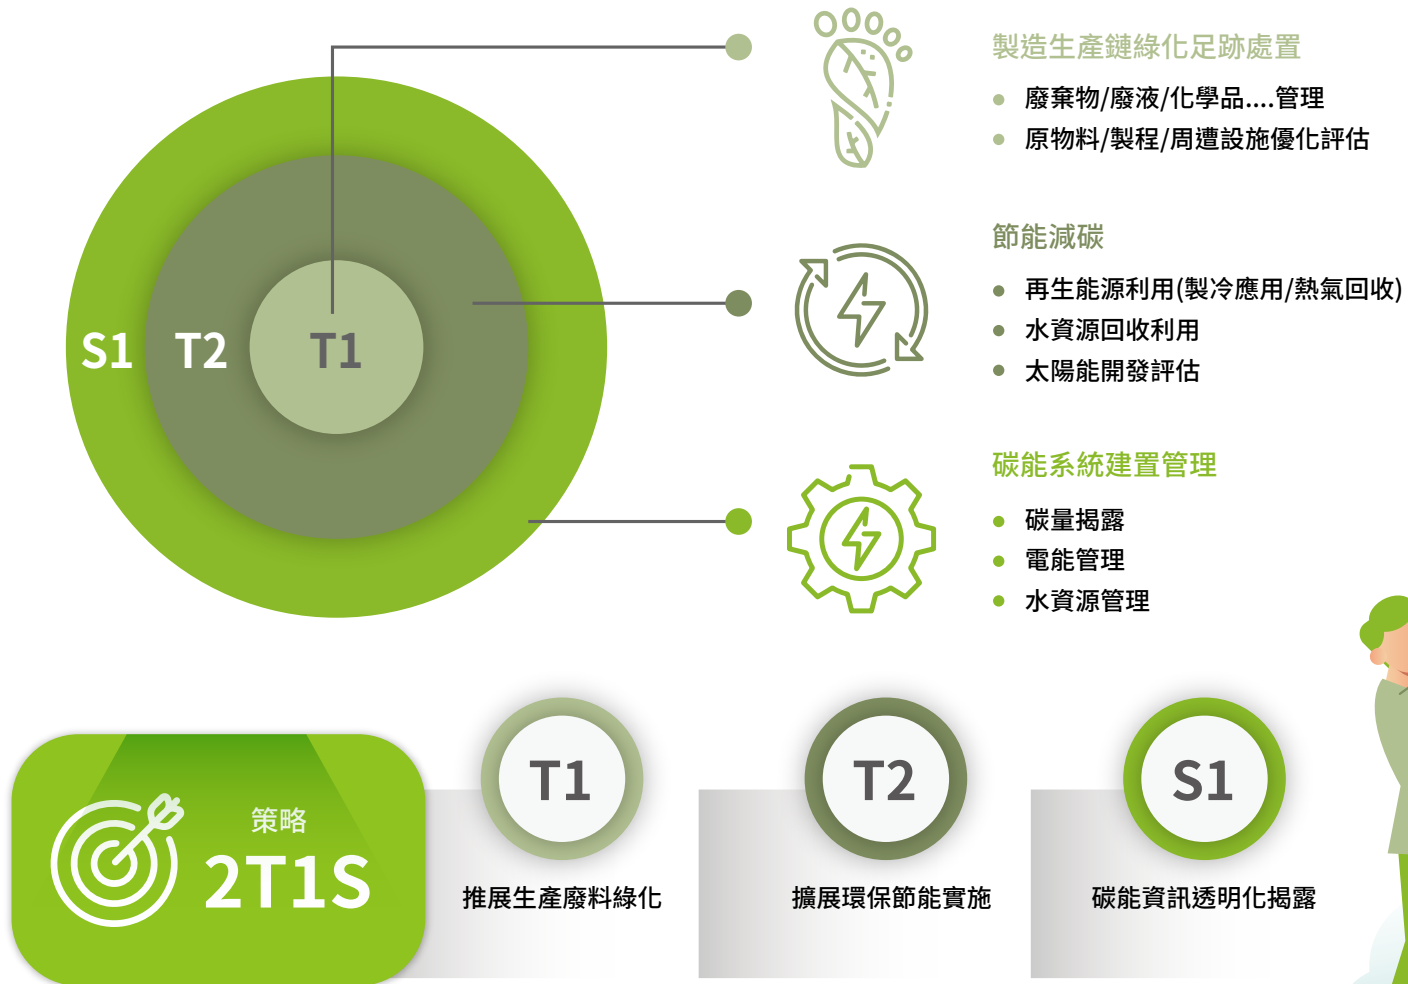 製造生產鏈綠化足跡處置
廢棄物/廢液/化學品....管理
原物料/製程/周遭設施優化評估
節能減碳
再生能源利用(製冷應用/熱氣回收)
水資源回收利用
太陽能開發評估
S1
T2
T1
碳能系統建置管理
碳量揭露
電能管理
水資源管理
策略
2T1S
T1
推展生產廢料綠化
T2
擴展環保節能實施
S1
碳能資訊透明化揭露